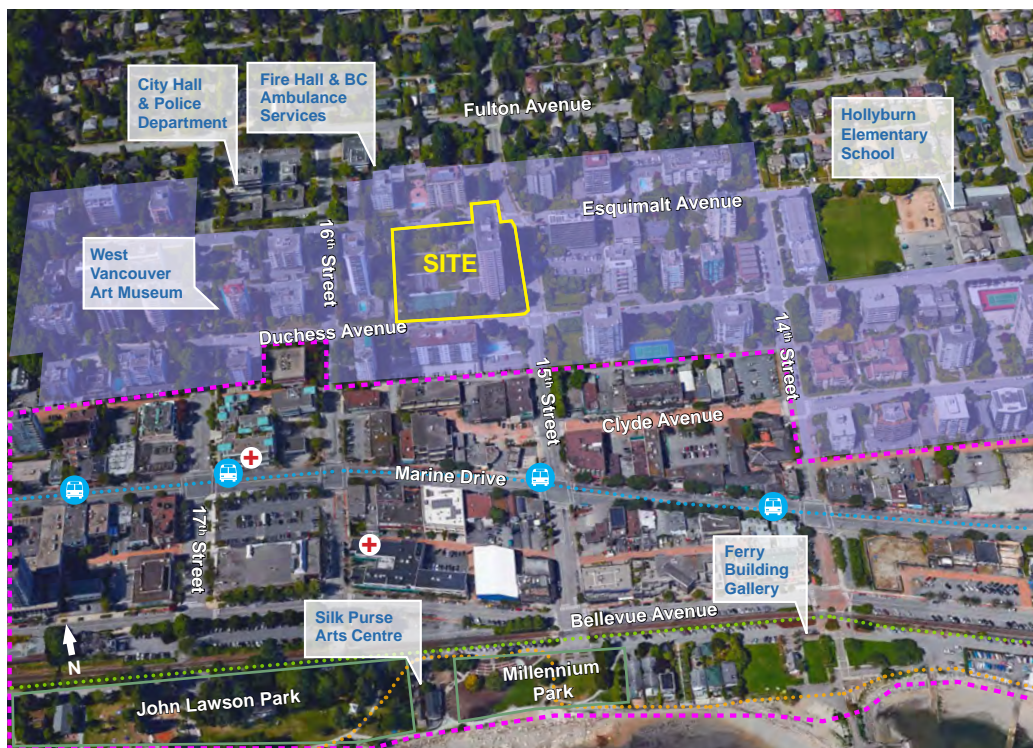 City Hall
& Police
Department
Fire Hall & BC
Ambulance
Services
Fulton Avenue
Hollyburn
Elementary
School
Esquimalt Avenue
16th Street
SITE
West
Vancouver
Art Museum
Duchess Avenue
14th Street
15th Street
Clyde Avenue
Marine Drive
17th Street
Ferry
Building
Gallery
Silk Purse
Arts Centre
Bellevue Avenue
N
Millennium
Park
John Lawson Park